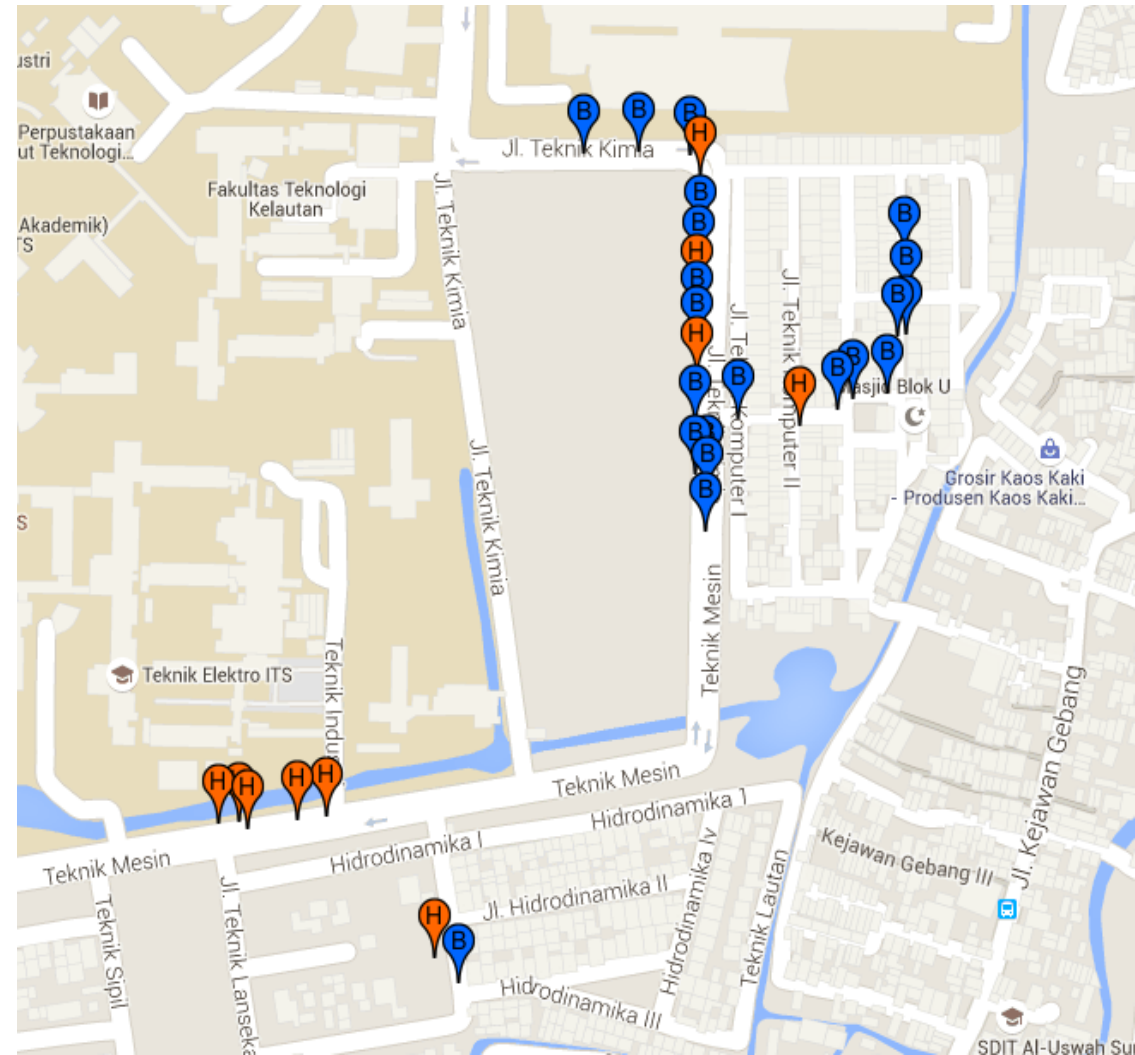 ustri
Perpustakaan
ut Teknologi...
Akademik)
TS
Fakultas Teknologi
Kelautan
Jl. Teknik Kimia
B
B
B
H
B
B
H
B
B
H
B
B
B
B
B
B
H
B
B
B
B
B
B
Jl. Teknik Kimia
Jl. Teknik Kimia
Jl. Teknik Kimia
Jl. Teknik Komputer I
Jl. Teknik Komputer II
Masjid Blok U
Grosir Kaos Kaki
- Produsen Kaos Kaki...
S
Teknik Elektro ITS
Teknik Indus
Teknik Mesin
H
H
H
H
Teknik Mesin
Teknik Mesin
Hidrodinamika 1
Hidrodinamika I
Jl. Hidrodinamika II
Hidrodinamika III
Hidrodinamika Iv
Teknik Lautan
H
B
Teknik Sipil
Jl. Teknik Lanseka
Kejawan Gebang III
Jl. Kejawan Gebang
SDIT Al-Uswah Su